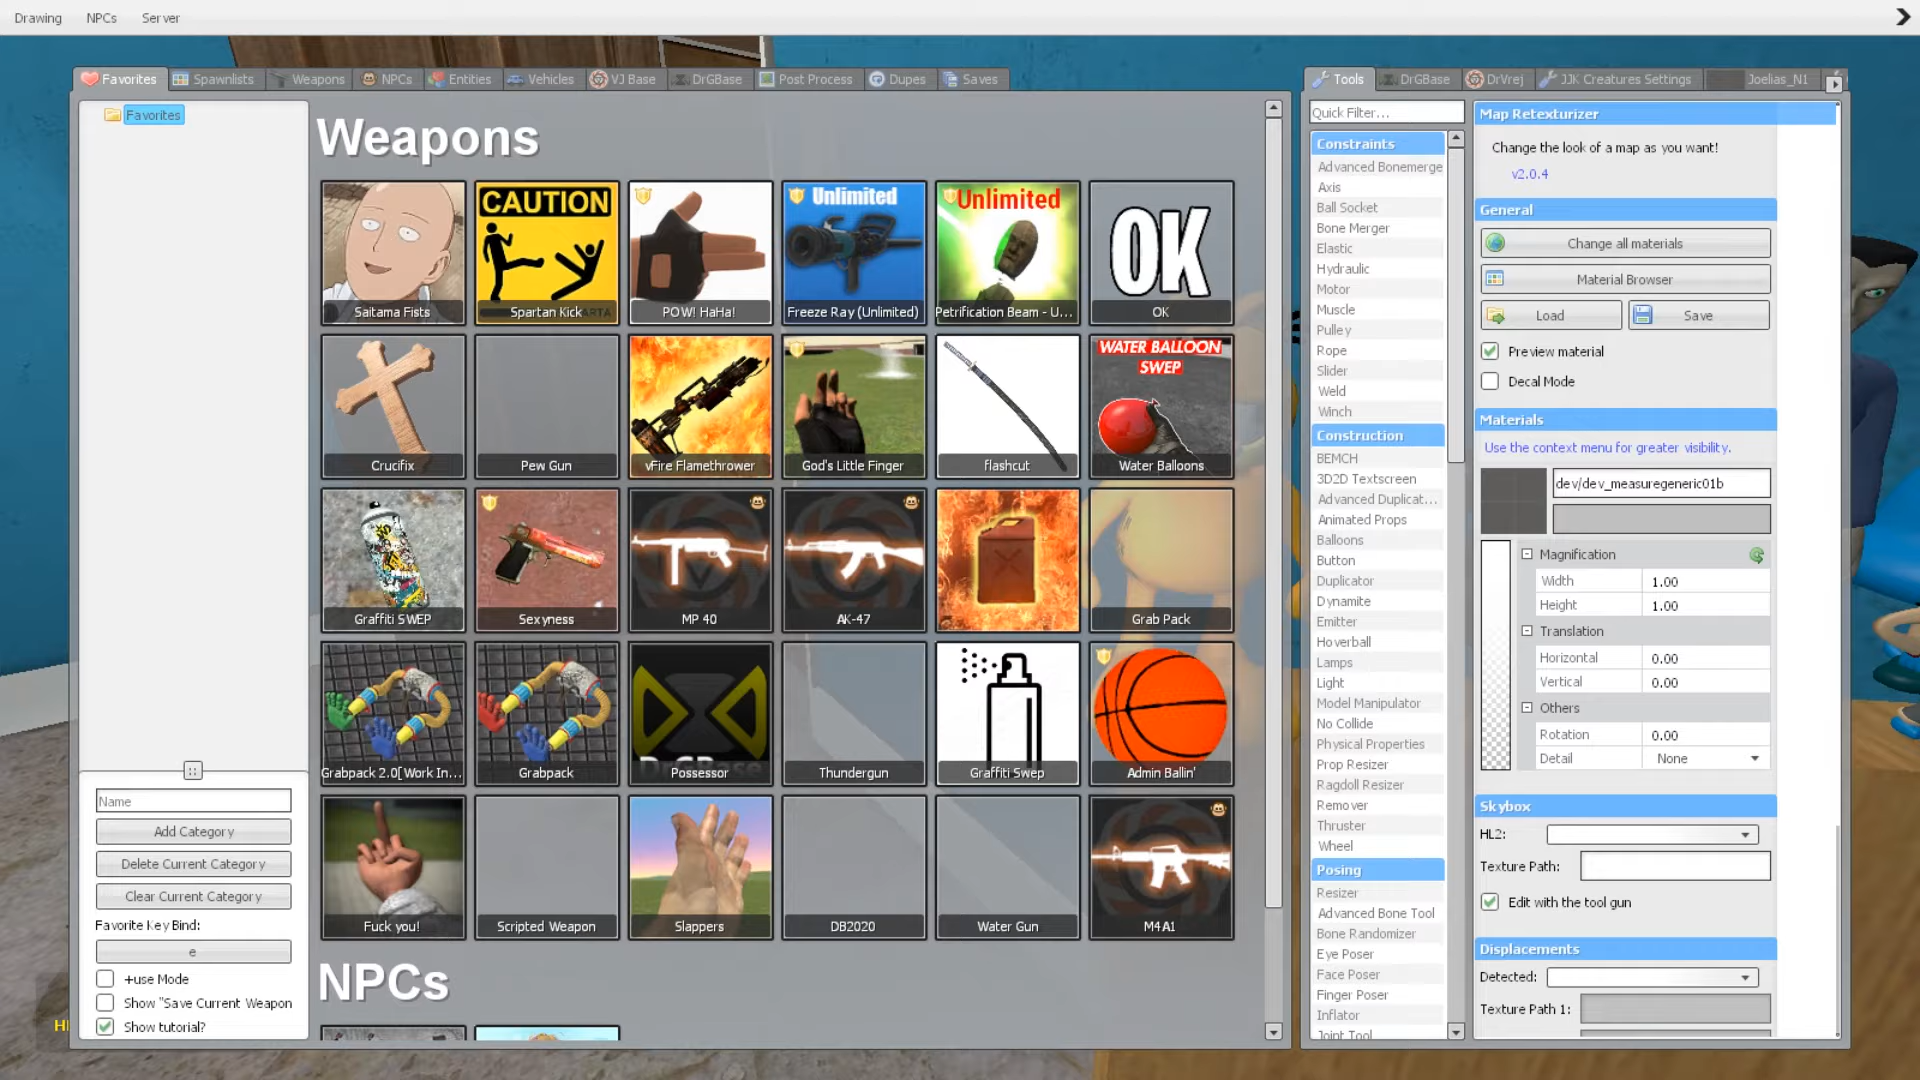 Drawing NPCs Server
Favorites Spawnlists Weapons NPCs Entities Vehicles VJ Base DrGBase Post Process Dupes Saves
Favorites
Name
Add Category
Delete Current Category
Clear Current Category
Favorite Key Bind:
e
+use Mode
Show "Save Current Weapon
Show tutorial?
Weapons
Saitama Fists
CAUTION
Spartan Kick
POW! HaHa!
Unlimited
Freeze Ray (Unlimited)
Unlimited
Petrification Beam - U...
OK
OK
Crucifix
Pew Gun
vFire Flamethrower
God's Little Finger
flashcut
WATER BALLOON
SWEP
Water Balloons
Graffiti SWEP
Sexyness
MP 40
AK-47
Grab Pack
Grabpack 2.0[Work In...
Grabpack
DrGBase
Possessor
Thundergun
Graffiti Swep
Admin Ballin'
Fuck you!
Scripted Weapon
Slappers
DB2020
Water Gun
M4A1
NPCs
Tools DrGBase DrVrej JJK Creatures Settings Joelias_N1
Quick Filter...
Constraints
Advanced Bonemerge
Axis
Ball Socket
Bone Merger
Elastic
Hydraulic
Motor
Muscle
Pulley
Rope
Slider
Weld
Winch
Construction
BEMCH
3D2D Textscreen
Advanced Duplicat...
Animated Props
Balloons
Button
Duplicator
Dynamite
Emitter
Hoverball
Lamps
Light
Model Manipulator
No Collide
Physical Properties
Prop Resizer
Ragdoll Resizer
Remover
Thruster
Wheel
Posing
Resizer
Advanced Bone Tool
Bone Randomizer
Eye Poser
Face Poser
Finger Poser
Inflator
Joint Tool
Map Retexturizer
Change the look of a map as you want!
v2.0.4
General
Change all materials
Material Browser
Load Save
Preview material
Decal Mode
Materials
Use the context menu for greater visibility.
dev/dev_measuregeneric01b
Magnification
Width 1.00
Height 1.00
Translation
Horizontal 0.00
Vertical 0.00
Others
Rotation 0.00
Detail None
Skybox
HL2:
Texture Path:
Edit with the tool gun
Displacements
Detected:
Texture Path 1: